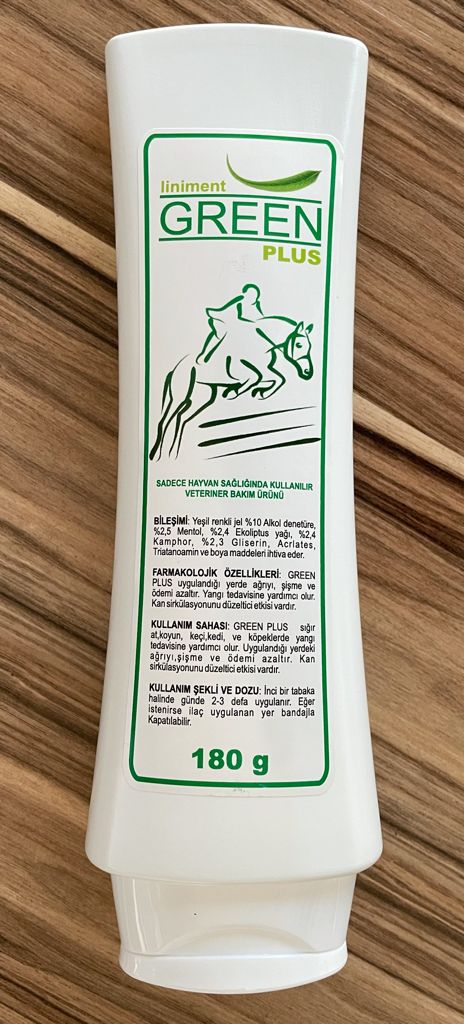 liniment
GREEN
PLUS
SADECE HAYVAN SAĞLIĞINDA KULLANILIR
VETERINER BAKIM ÜRÜNÜ
BİLEŞİMİ: Yeşil renkli jel %10 Alkol denetüre,
%2,5 Mentol, %2,4 Ekoliptus yağı, %2,4
Kamphor, %2,3 Gliserin, Acrlates,
Triatanoamin ve boya maddeleri ihtiva eder.
FARMAKOLOJİK ÖZELLİKLERİ: GREEN
PLUS uygulandığı yerde ağrıyı, şişme ve
ödemi azaltır. Yangı tedavisine yardımcı olur.
Kan sirkülasyonunu düzeltici etkisi vardır.
KULLANIM SAHASI: GREEN PLUS sığır
at,koyun, keçi,kedi, ve köpeklerde yangı
tedavisine yardımcı olur. Uygulandığı yerdeki
ağrıyı,şişme ve ödemi azaltır. Kan
sirkülasyonunu düzeltici etkisi vardır.
KULLANIM ŞEKLİ VE DOZU: İnci bir tabaka
halinde günde 2-3 defa uygulanır. Eğer
istenirse ilaç uygulanan yer bandajla
Kapatılabilir.
180 g